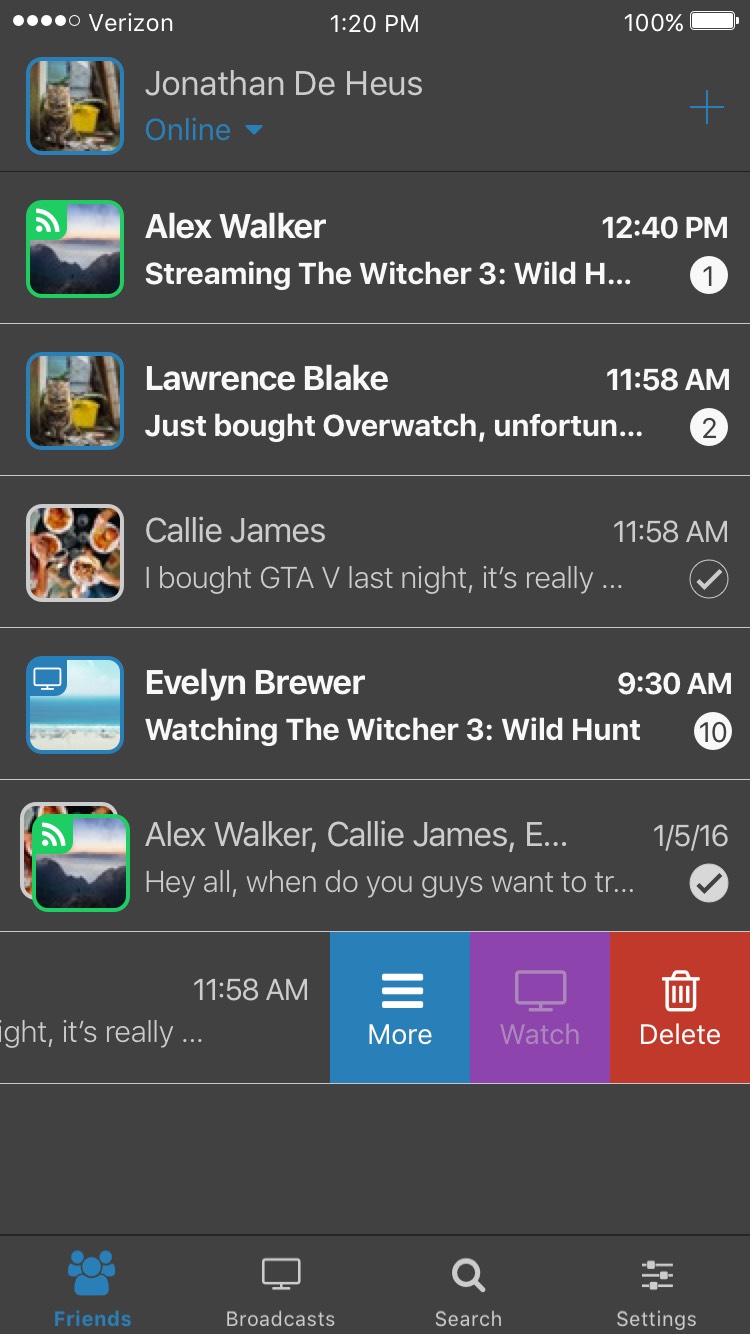 Verizon 1:20 PM 100%
Jonathan De Heus
Online
Alex Walker 12:40 PM
Streaming The Witcher 3: Wild H... 1
Lawrence Blake 11:58 AM
Just bought Overwatch, unfortun... 2
Callie James 11:58 AM
I bought GTA V last night, it’s really ...
Evelyn Brewer 9:30 AM
Watching The Witcher 3: Wild Hunt 10
Alex Walker, Callie James, E... 1/5/16
Hey all, when do you guys want to tr...
11:58 AM
ight, it’s really ...
More Watch Delete
Friends Broadcasts Search Settings